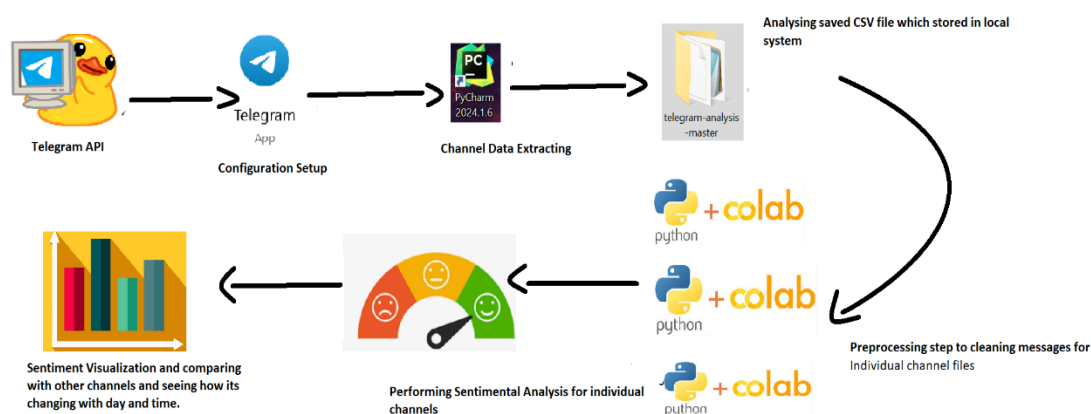 Analysing saved CSV file which stored in local
system
PC
PyCharm
2024.1.6
Telegram
App
telegram-analysis
-master
Telegram API
Configuration Setup
Channel Data Extracting
python + colab
python + colab
python + colab
Preprocessing step to cleaning messages for
Individual channel files
Performing Sentimental Analysis for individual
channels
Sentiment Visualization and comparing
with other channels and seeing how its
changing with day and time.